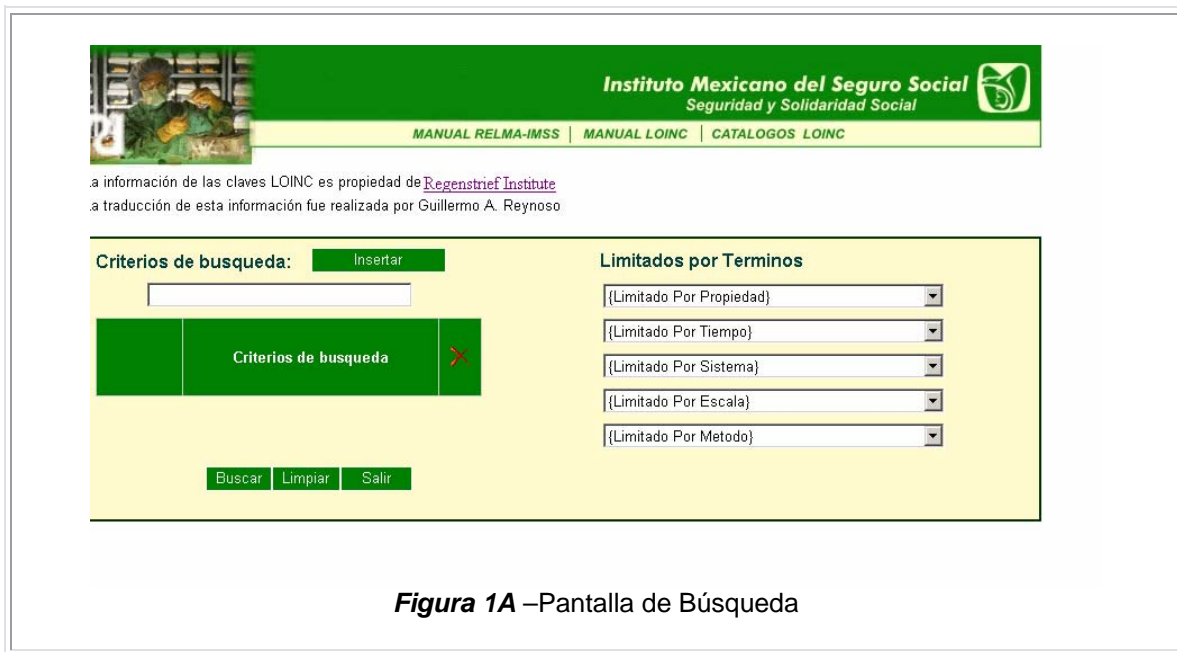 Instituto Mexicano del Seguro Social
Seguridad y Solidaridad Social
MANUAL RELMA-IMSS | MANUAL LOINC | CATALOGOS LOINC
a información de las claves LOINC es propiedad de Regenstrief Institute
a traducción de esta información fue realizada por Guillermo A. Reynoso
Criterios de busqueda: Insertar
Criterios de busqueda
Buscar Limpiar Salir
Limitados por Terminos
{Limitado Por Propiedad}
{Limitado Por Tiempo}
{Limitado Por Sistema}
{Limitado Por Escala}
{Limitado Por Metodo}
Figura 1A –Pantalla de Búsqueda